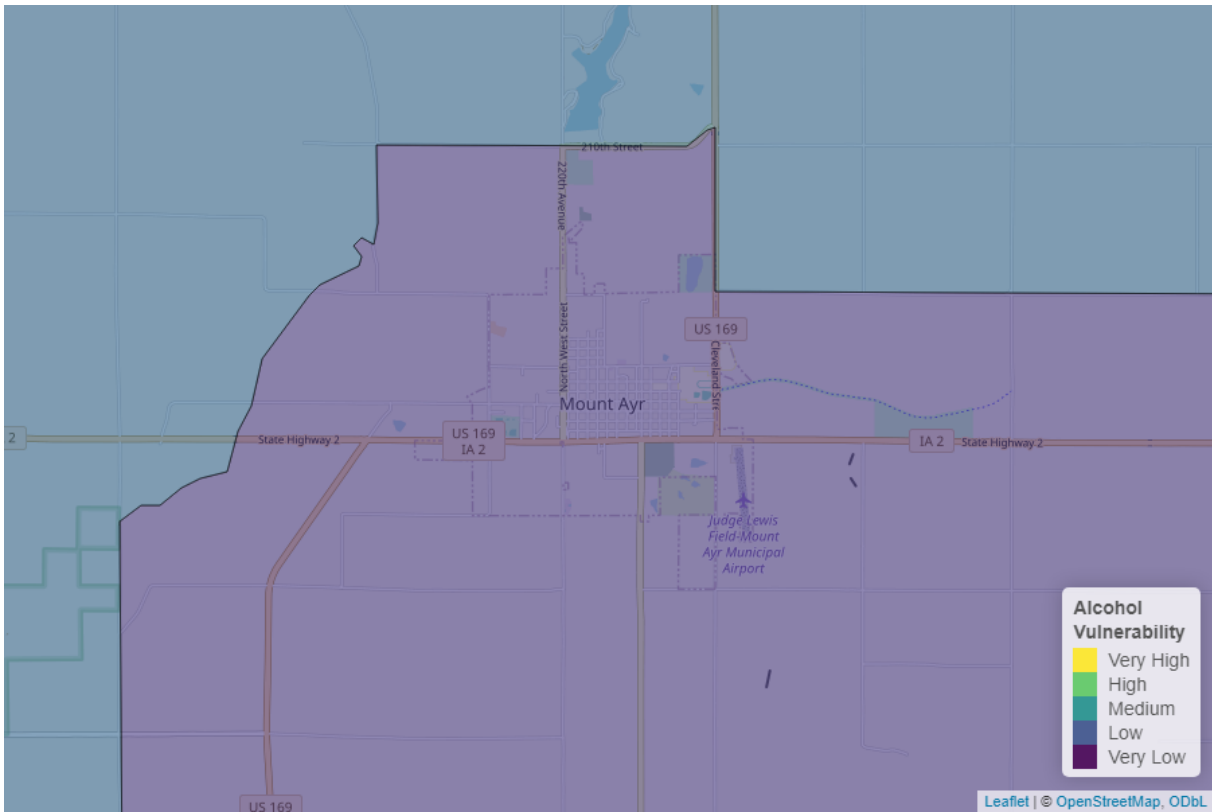 210th Street
220th Avenue
US 169
North West Street
Cleveland Stre
Mount Ayr
2
State Highway 2
US 169
IA 2
IA 2
State Highway 2
Judge Lewis
Field-Mount
Ayr Municipal
Airport
Alcohol
Vulnerability
Very High
High
Medium
Low
Very Low
US 169
Leaflet | © OpenStreetMap, ODbL